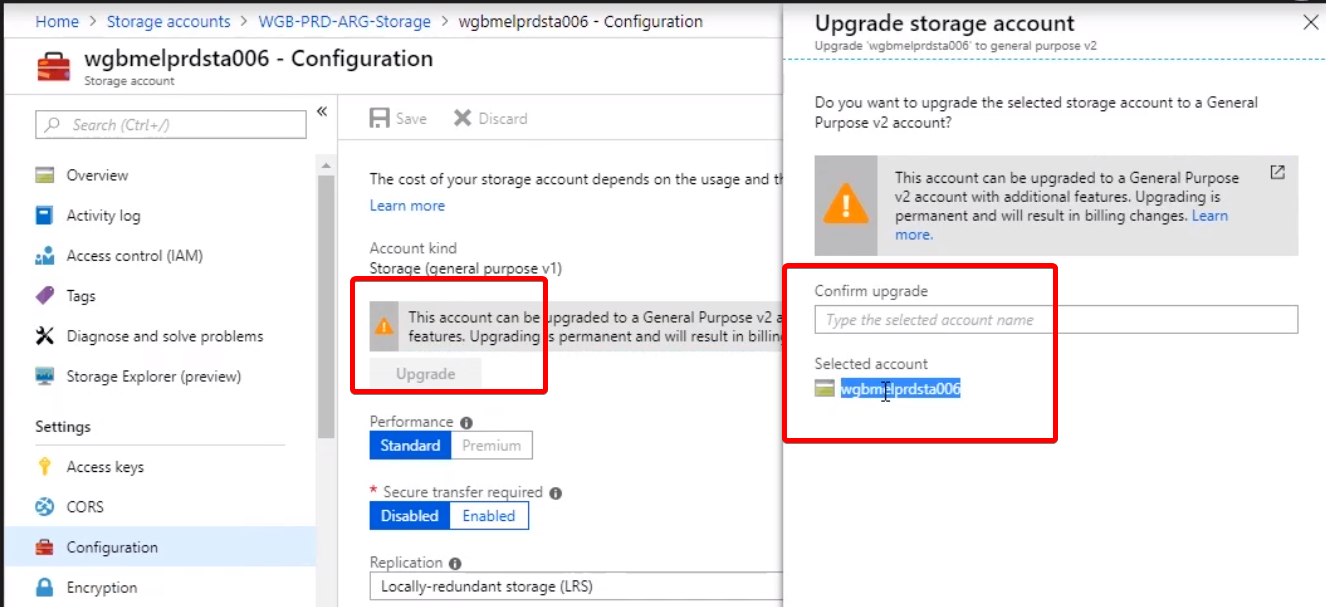 Home > Storage accounts > WGB-PRD-ARG-Storage > wgbmelprdsta006 - Configuration
wgbmelprdsta006 - Configuration
Storage account
Search (Ctrl+/)
«
Overview
Activity log
Access control (IAM)
Tags
Diagnose and solve problems
Storage Explorer (preview)
Settings
Access keys
CORS
Configuration
Encryption
Save
Discard
The cost of your storage account depends on the usage and th
Learn more
Account kind
Storage (general purpose v1)
This account can be upgraded to a General Purpose v2 a
features. Upgrading is permanent and will result in billing
Upgrade
Performance
Standard Premium
* Secure transfer required
Disabled Enabled
Replication
Locally-redundant storage (LRS)
Upgrade storage account
Upgrade 'wgbmelprdsta006' to general purpose v2
Do you want to upgrade the selected storage account to a General
Purpose v2 account?
This account can be upgraded to a General Purpose
v2 account with additional features. Upgrading is
permanent and will result in billing changes. Learn
more.
Confirm upgrade
Type the selected account name
Selected account
wgbmelprdsta006